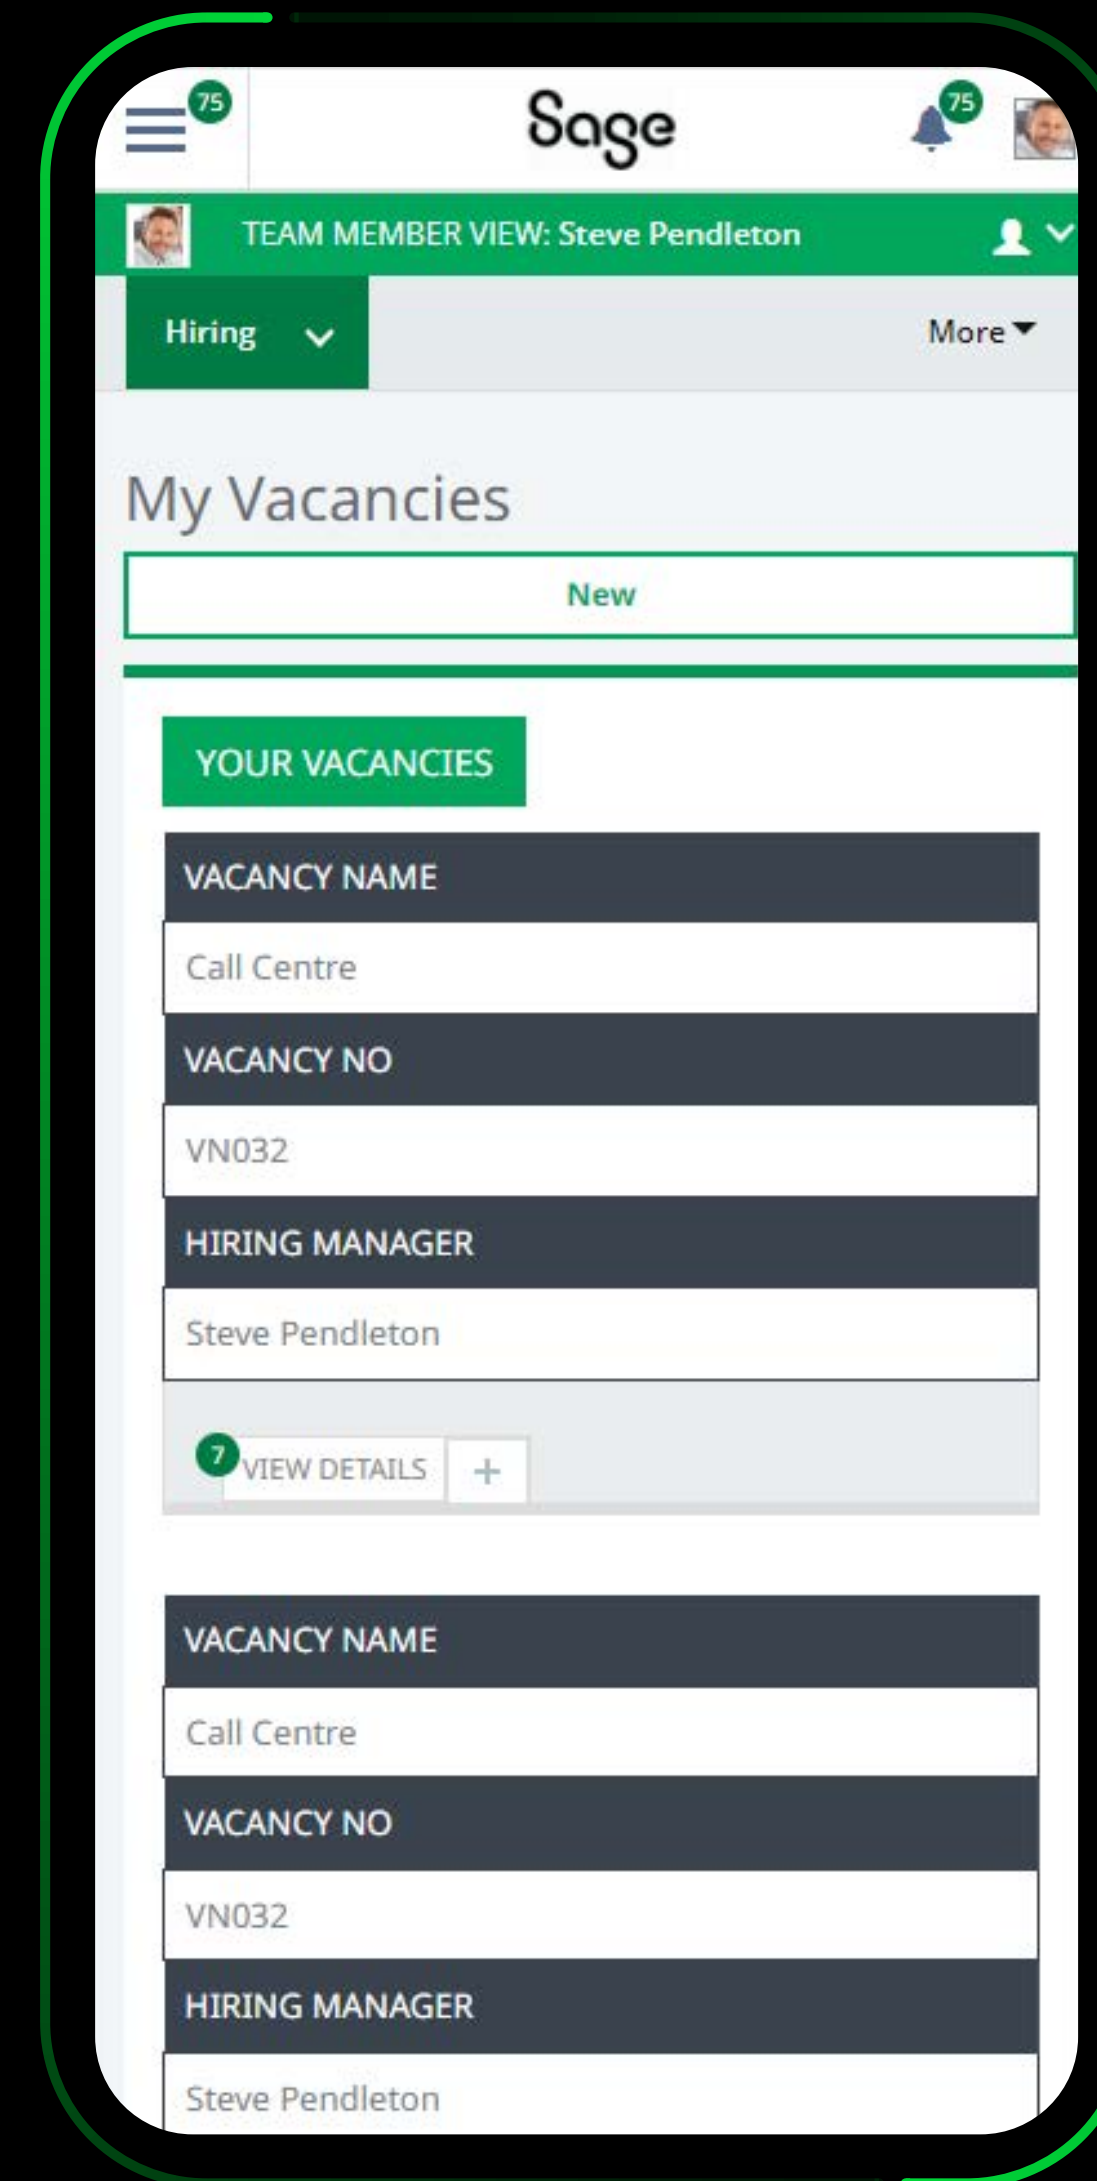 75
Sage
75
TEAM MEMBER VIEW: Steve Pendleton
Hiring
More
My Vacancies
New
YOUR VACANCIES
VACANCY NAME
Call Centre
VACANCY NO
VN032
HIRING MANAGER
Steve Pendleton
7
VIEW DETAILS +
VACANCY NAME
Call Centre
VACANCY NO
VN032
HIRING MANAGER
Steve Pendleton